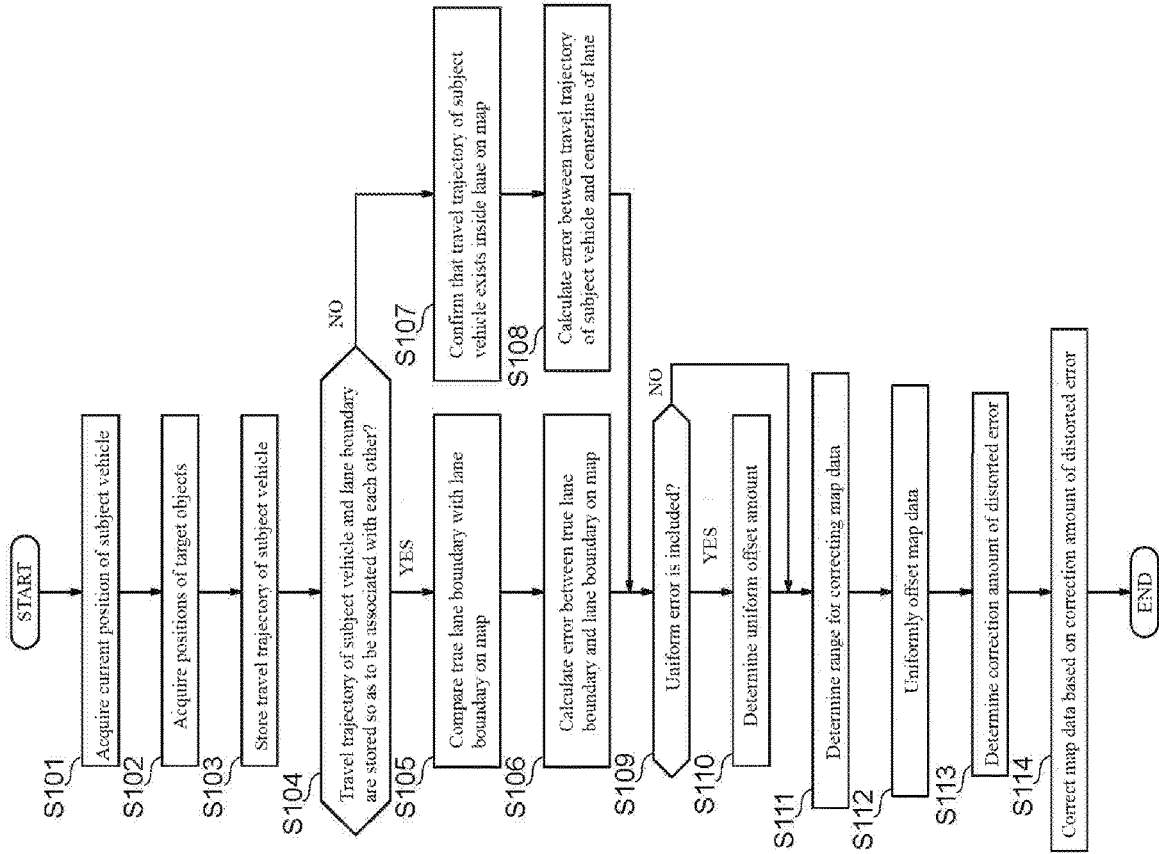 START
S101
Acquire current position of subject vehicle
S102
Acquire positions of target objects
S103
Store travel trajectory of subject vehicle
S104
Travel trajectory of subject vehicle and lane boundary
are stored so as to be associated with each other?
NO
YES
S105
Compare true lane boundary with lane
boundary on map
S106
Calculate error between true lane
boundary and lane boundary on map
S107
Confirm that travel trajectory of subject
vehicle exists inside lane on map
S108
Calculate error between travel trajectory
of subject vehicle and centerline of lane
S109
Uniform error is included?
NO
YES
S110
Determine uniform offset amount
S111
Determine range for correcting map data
S112
Uniformly offset map data
S113
Determine correction amount of distorted error
S114
Correct map data based on correction amount of distorted error
END